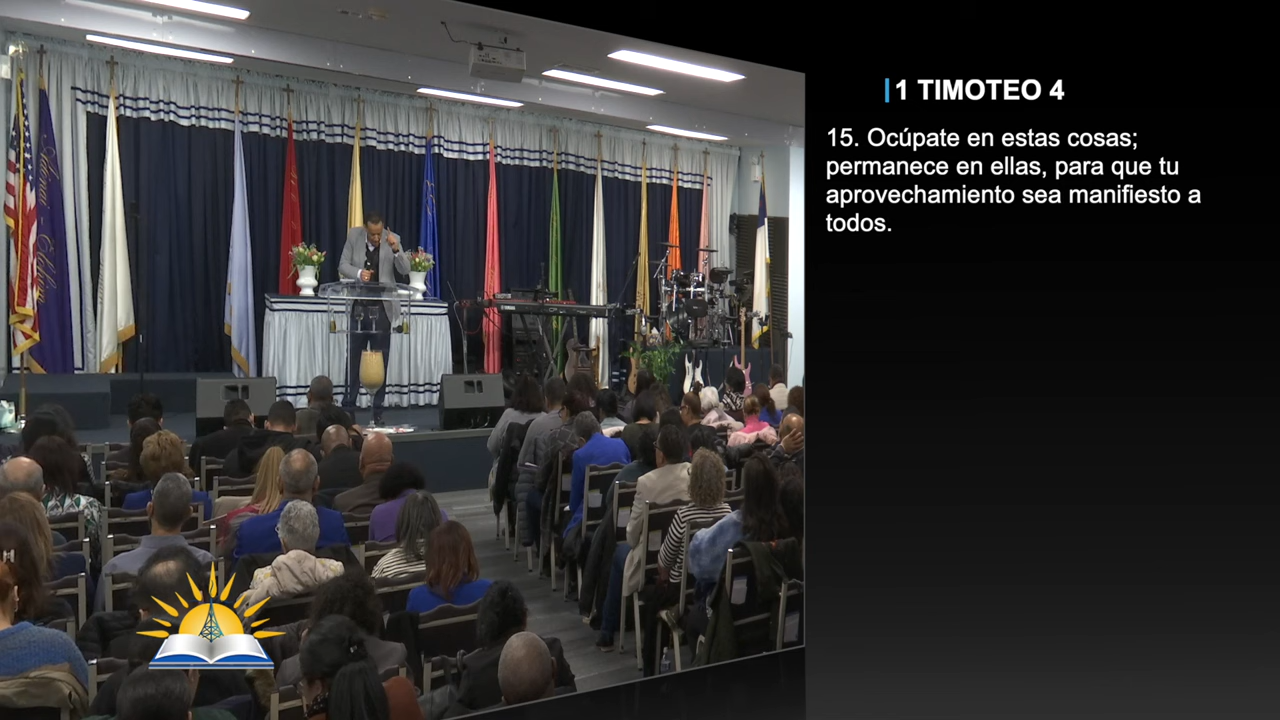 1 TIMOTEO 4
15. Ocúpate en estas cosas;
permanece en ellas, para que tu
aprovechamiento sea manifiesto a
todos.